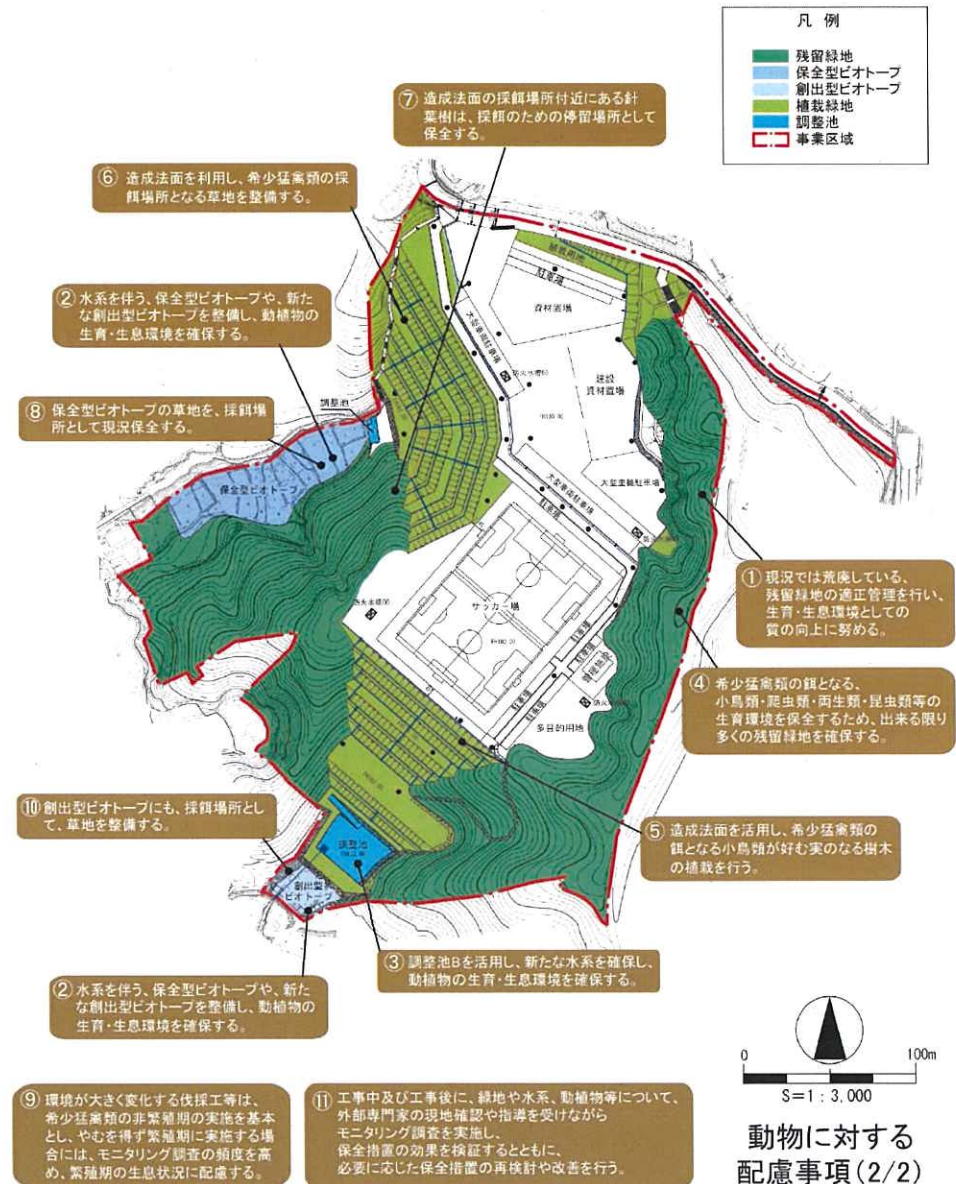 凡 例
残留緑地
保全型ビオトープ
創出型ビオトープ
植栽緑地
調整池
事業区域
⑦ 造成法面の採餌場所付近にある針
葉樹は、採餌のための停留場所として
保全する。
⑥ 造成法面を利用し、希少猛禽類の採
餌場所となる草地を整備する。
② 水系を伴う、保全型ビオトープや、新た
な創出型ビオトープを整備し、動植物の
生育・生息環境を確保する。
⑧ 保全型ビオトープの草地を、採餌場
所として現況保全する。
調整池
保全型ビオトープ
駐車場
資材置場
大型車両駐車場
建設
資材置場
大型重機駐車場
大型車両駐車場
駐車場
サッカー場
駐車場
駐車場
駐車場
駐車場
多目的用地
① 現況では荒廃している、
残留緑地の適正管理を行い、
生育・生息環境としての
質の向上に努める。
④ 希少猛禽類の餌となる、
小鳥類・爬虫類・両生類・昆虫類等の
生育環境を保全するため、出来る限り
多くの残留緑地を確保する。
⑤ 造成法面を活用し、希少猛禽類の
餌となる小鳥類が好む実のなる樹木
の植栽を行う。
⑩ 創出型ビオトープにも、採餌場所とし
て、草地を整備する。
調整池
創出型
ビオトープ
③ 調整池Bを活用し、新たな水系を確保し、
動植物の生育・生息環境を確保する。
② 水系を伴う、保全型ビオトープや、新た
な創出型ビオトープを整備し、動植物の
生育・生息環境を確保する。
⑨ 環境が大きく変化する伐採工等は、
希少猛禽類の非繁殖期の実施を基本
とし、やむを得ず繁殖期に実施する場
合には、モニタリング調査の頻度を高
め、繁殖期の生息状況に配慮する。
⑪ 工事中及び工事後に、緑地や水系、動植物等について、
外部専門家の現地確認や指導を受けながら
モニタリング調査を実施し、
保全措置の効果を検証するとともに、
必要に応じた保全措置の再検討や改善を行う。
0 100m
S=1:3,000
動物に対する
配慮事項(2/2)